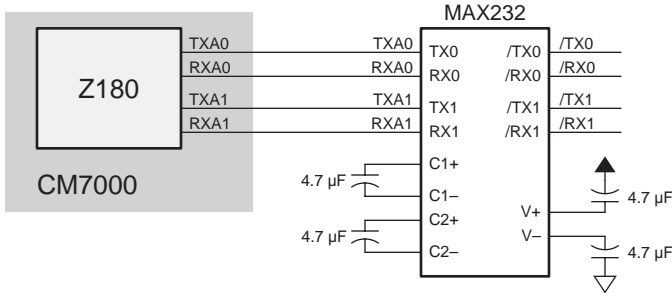 MAX232
TXA0 TXA0 TX0 /TX0 /TX0
RXA0 RXA0 RX0 /RX0 /RX0
Z180
TXA1 TXA1 TX1 /TX1 /TX1
RXA1 RXA1 RX1 /RX1 /RX1
CM7000
C1+
4.7 µF
C1–
4.7 µF
C2+
V+
4.7 µF
C2–
V–
4.7 µF